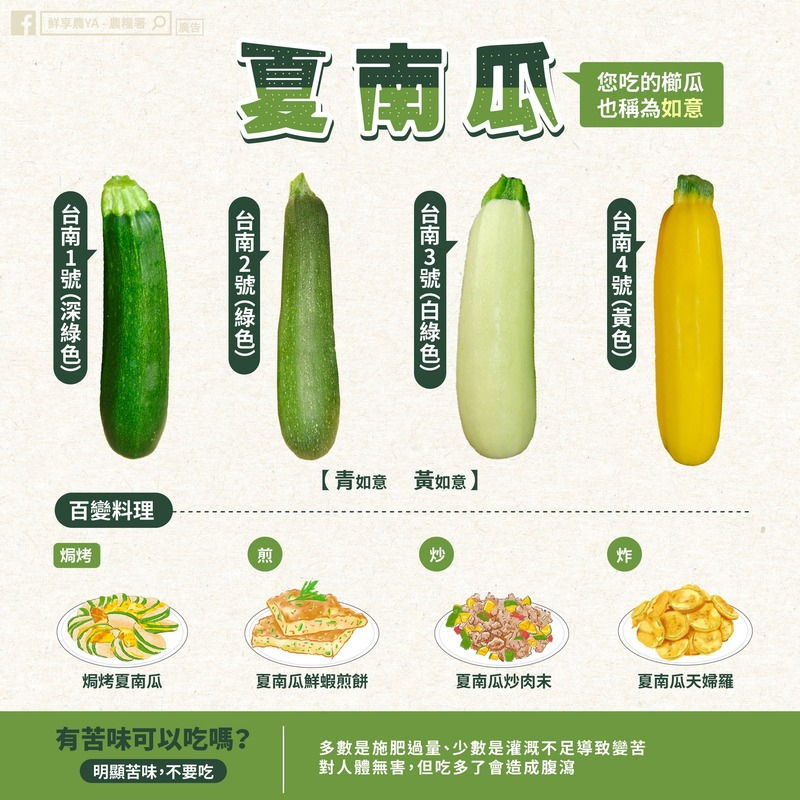 鮮享農YA - 農糧署
廣告
夏南瓜
您吃的櫛瓜
也稱為如意
台南1號(深綠色)
台南2號(綠色)
台南3號(白綠色)
台南4號(黃色)
【青如意 黃如意】
百變料理
焗烤
煎
炒
炸
焗烤夏南瓜
夏南瓜鮮蝦煎餅
夏南瓜炒肉末
夏南瓜天婦羅
有苦味可以吃嗎?
明顯苦味,不要吃
多數是施肥過量、少數是灌溉不足導致變苦
對人體無害,但吃多了會造成腹瀉